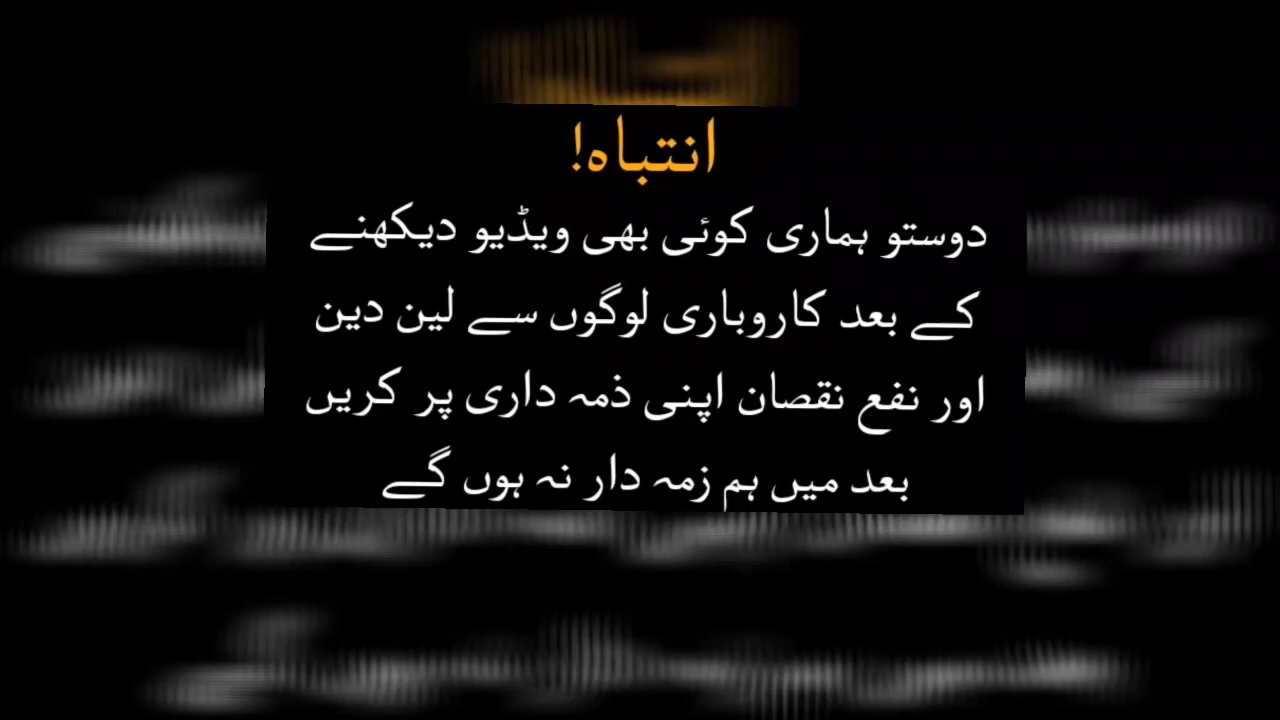 انتباہ!
دوستو ہماری کوئی بھی ویڈیو دیکھنے
کے بعد کاروباری لوگوں سے لین دین
اور نفع نقصان اپنی ذمہ داری پر کریں
بعد میں ہم زمہ دار نہ ہوں گے